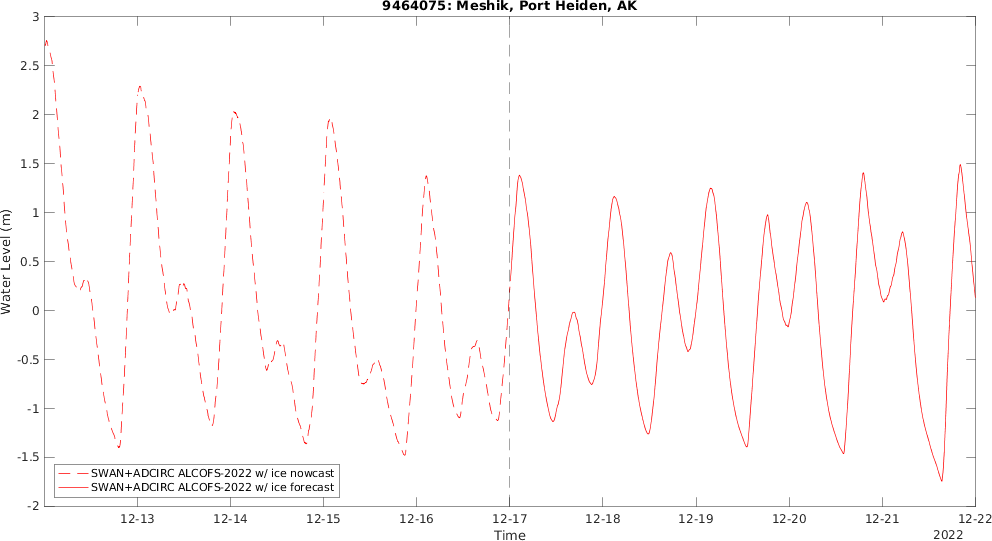 9464075: Meshik, Port Heiden, AK
3
2.5
2
1.5
1
0.5
0
-0.5
-1
-1.5
-2
Water Level (m)
SWAN+ADCIRC ALCOFS-2022 w/ ice nowcast
SWAN+ADCIRC ALCOFS-2022 w/ ice forecast
12-13 12-14 12-15 12-16 12-17 12-18 12-19 12-20 12-21 12-22
Time
2022